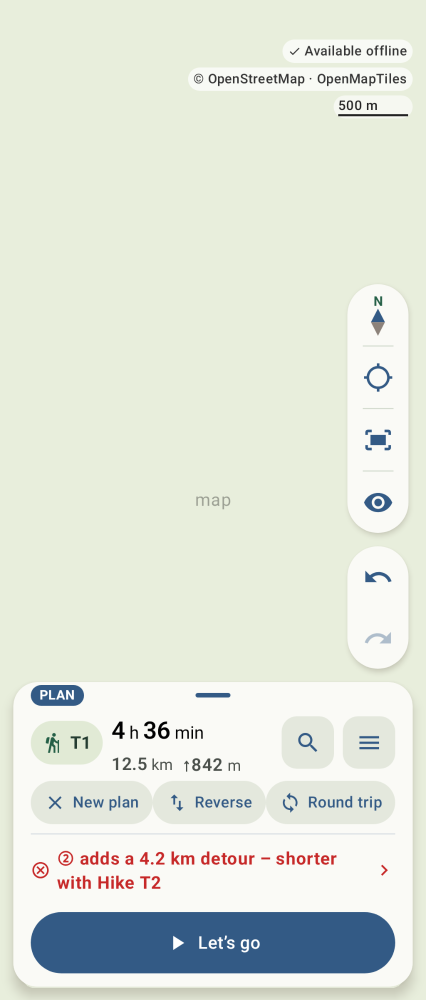 ✓ Available offline
© OpenStreetMap · OpenMapTiles
500 m
N
map
PLAN
T1
4 h 36 min
12.5 km ↑842 m
New plan
Reverse
Round trip
② adds a 4.2 km detour – shorter
with Hike T2
Let’s go